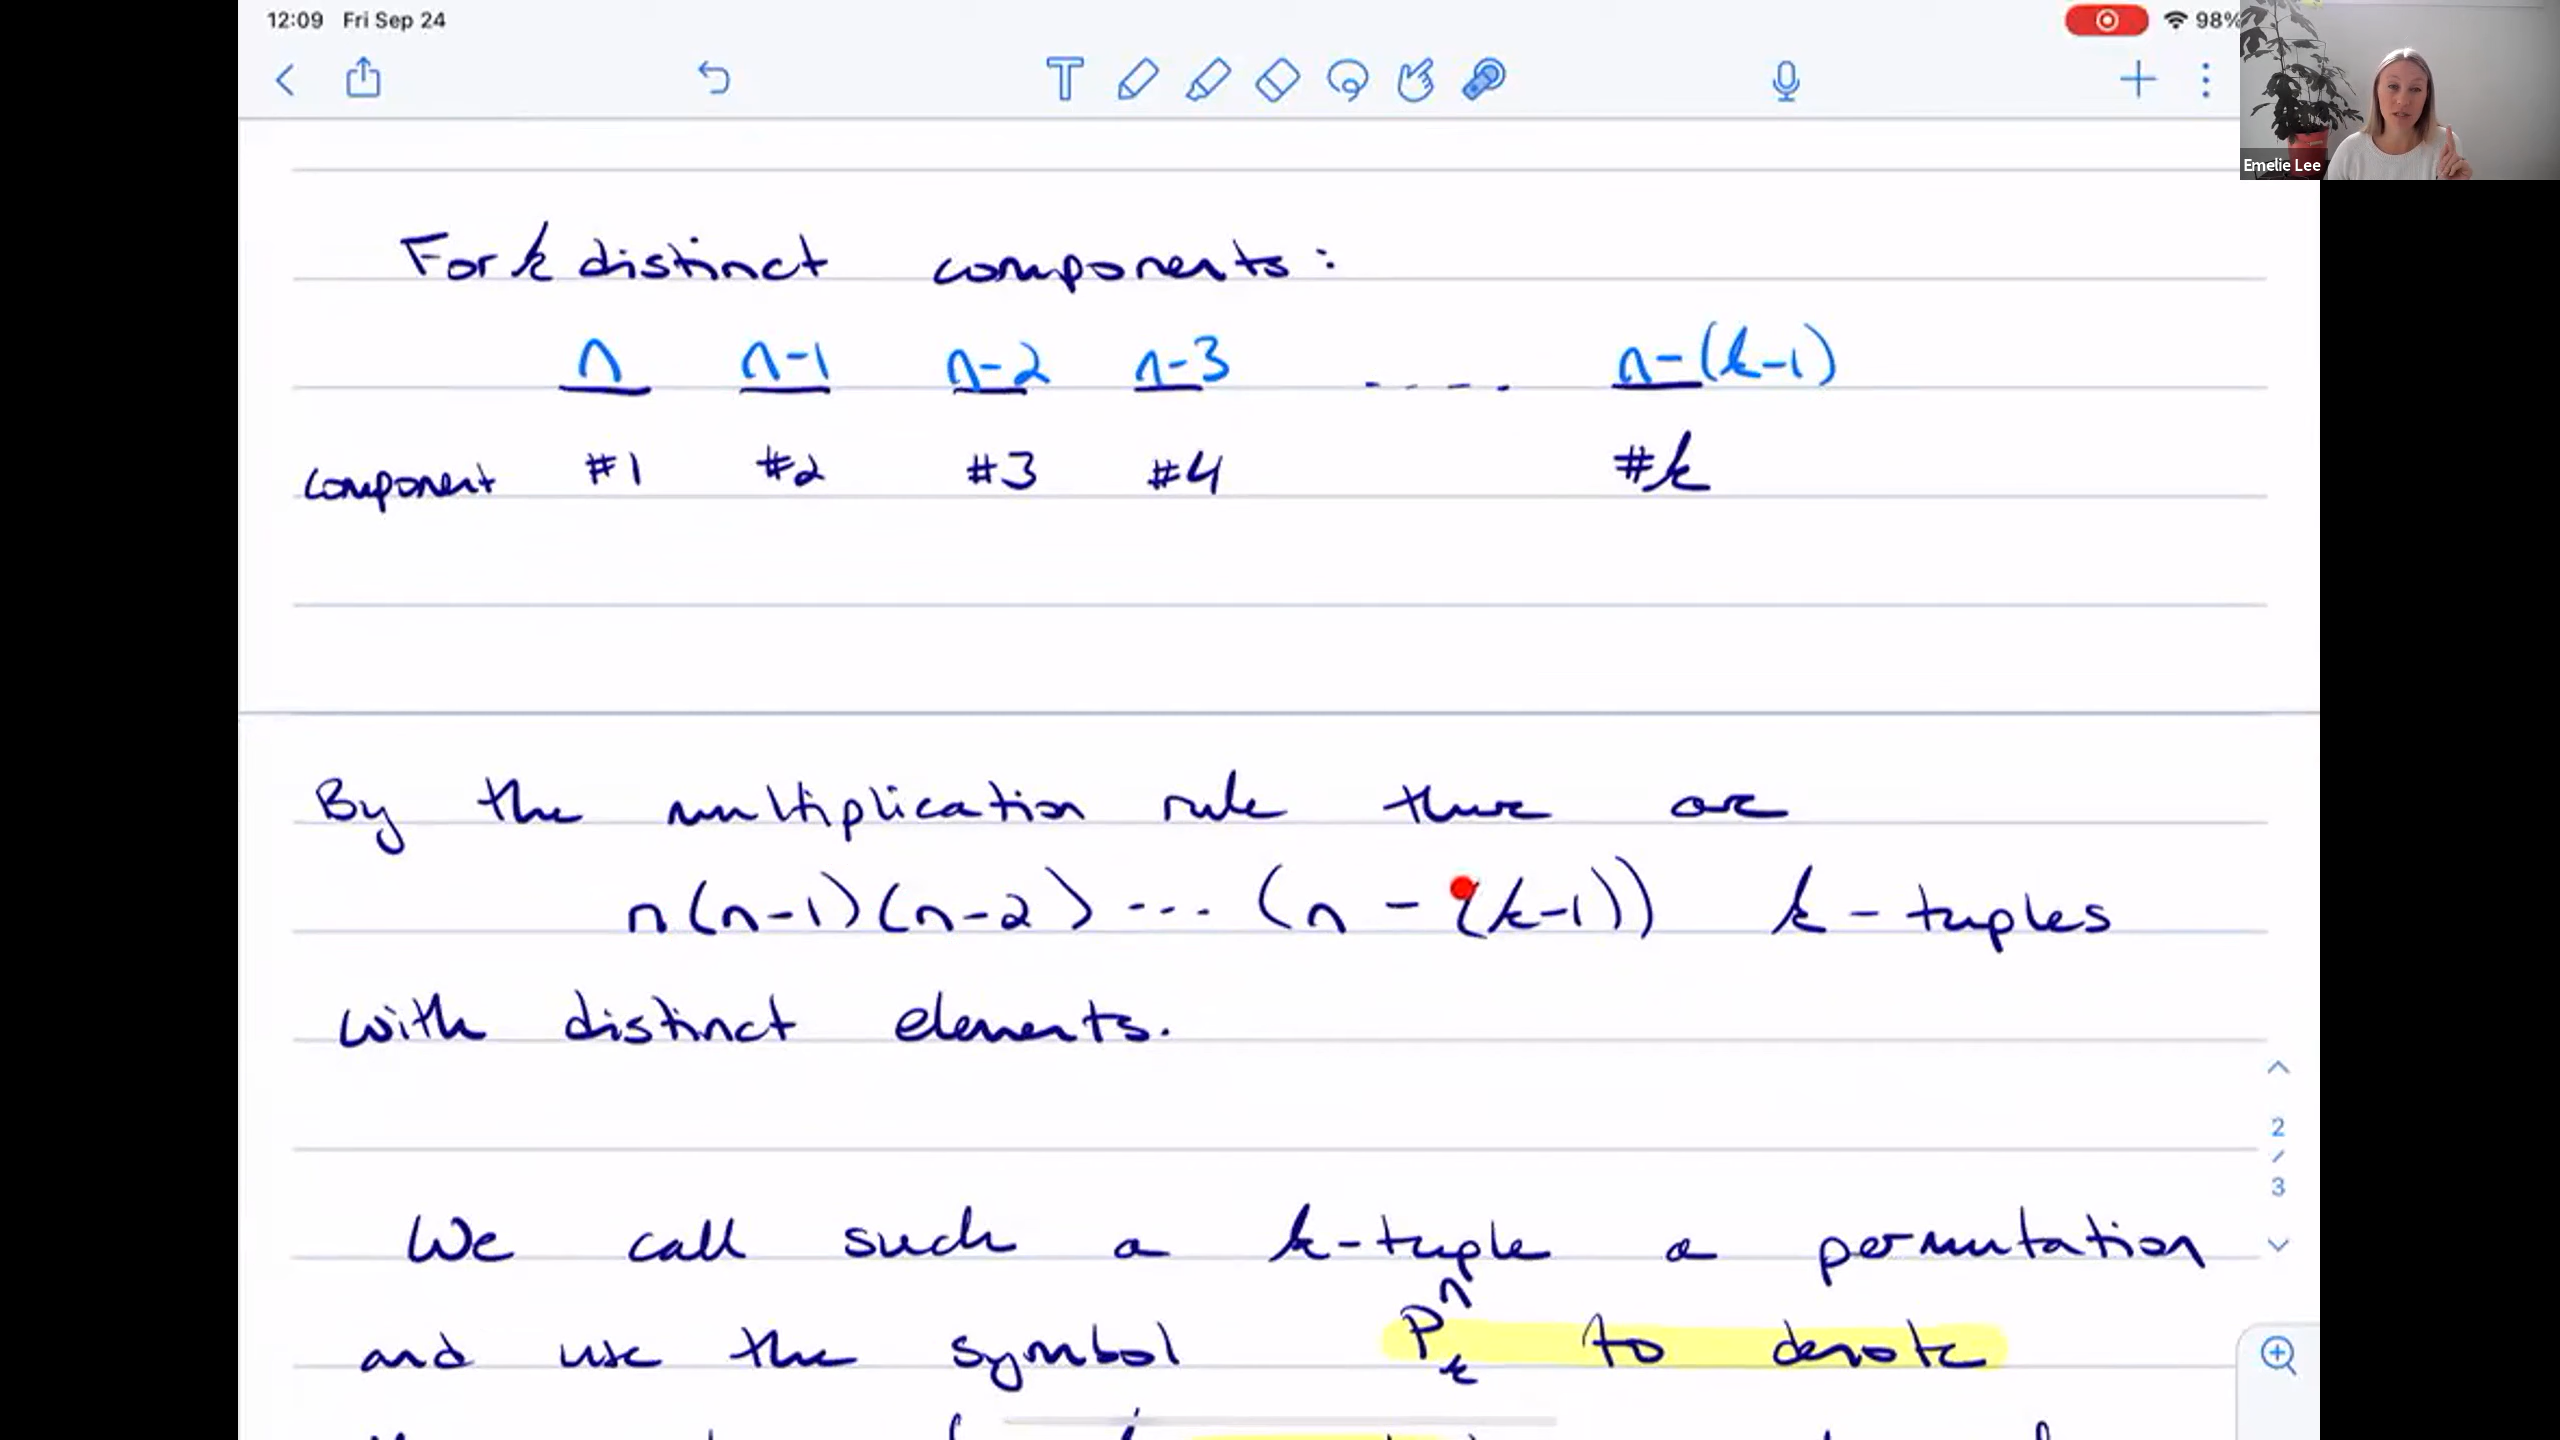 12:09 Fri Sep 24
98%
Emelie Lee
T
For k distinct components:
n n-1 n-2 n-3 ..... n-(k-1)
component #1 #2 #3 #4 #k
By the multiplication rule there are
n(n-1)(n-2) ... (n - (k-1)) k-tuples
with distinct elements.
We call such a k-tuple a permutation
and use the symbol P^n_k to denote
2
/
3